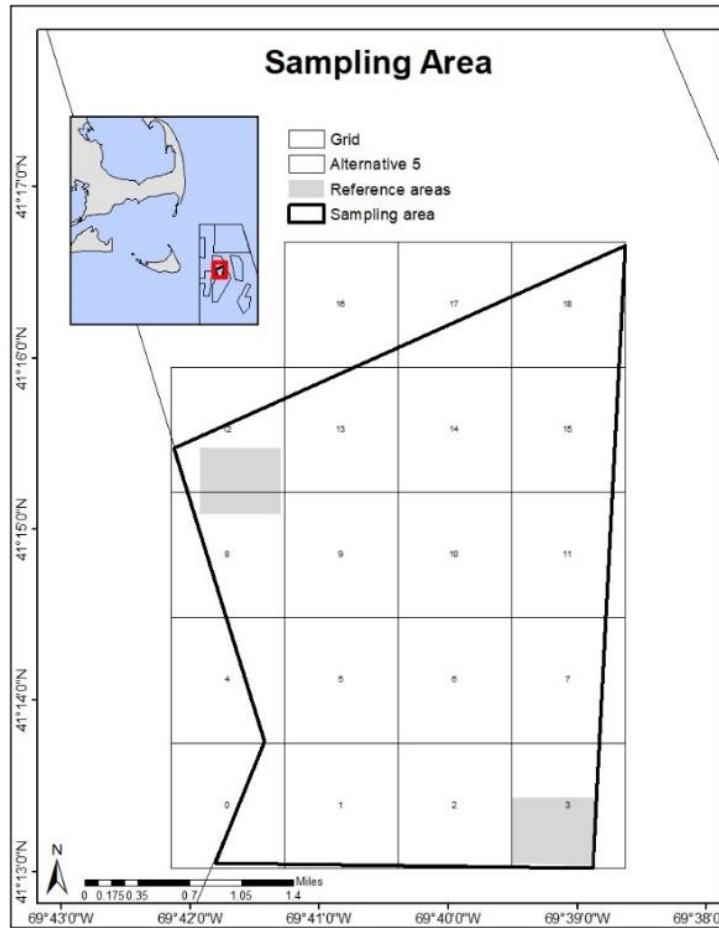 Sampling Area
Grid
Alternative 5
Reference areas
Sampling area
41°17'0"N
41°16'0"N
41°15'0"N
41°14'0"N
41°13'0"N
16 17 18
12 13 14 15
8 9 10 11
4 5 6 7
0 1 2 3
N
Miles
0 0.175 0.35 0.7 1.05 1.4
69°43'0"W 69°42'0"W 69°41'0"W 69°40'0"W 69°39'0"W 69°38'0"W